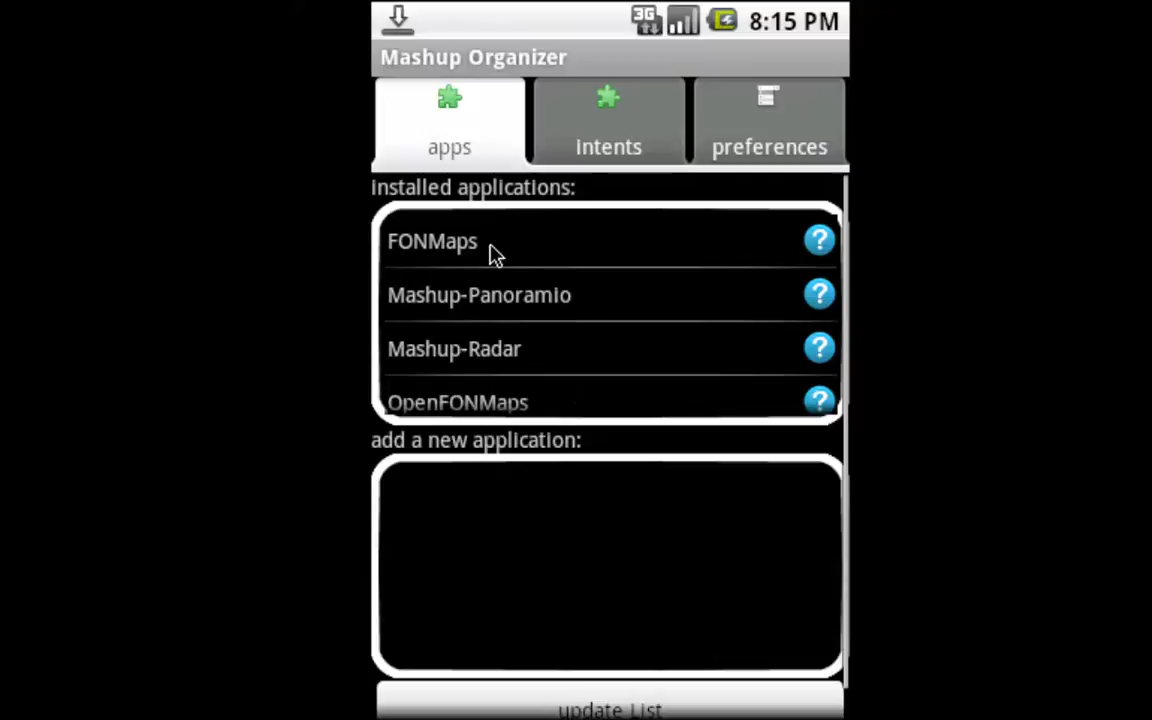 3G 8:15 PM
Mashup Organizer
apps intents preferences
installed applications:
FONMaps ?
Mashup-Panoramio ?
Mashup-Radar ?
OpenFONMaps ?
add a new application:
update List